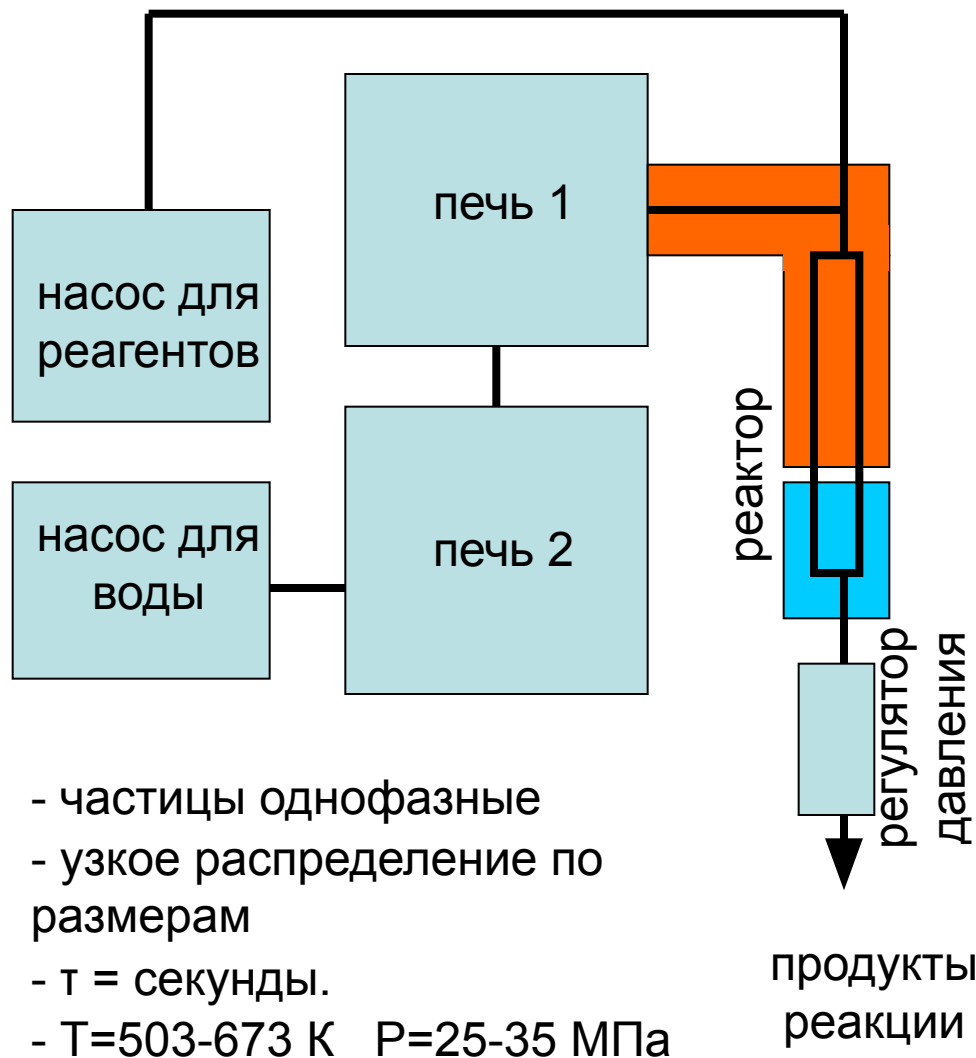 печь 1
насос для
реагентов
насос для
воды
печь 2
реактор
регулятор
давления
- частицы однофазные
- узкое распределение по
размерам
- τ = секунды.
- T=503-673 К   P=25-35 МПа
продукты
реакции